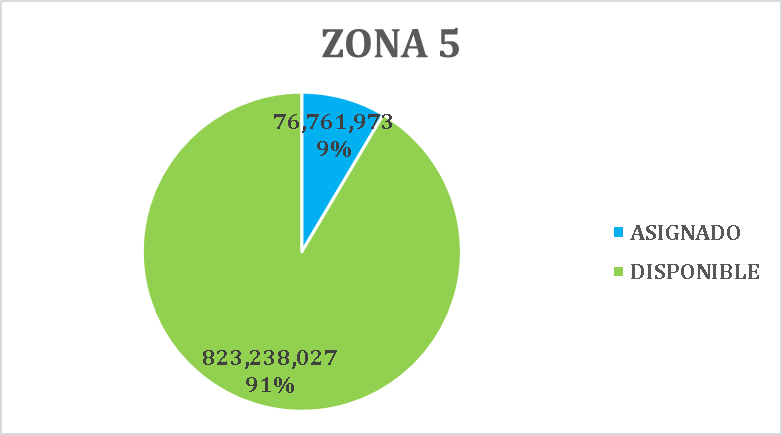 ZONA 5
76,761,973
9%
ASIGNADO
DISPONIBLE
823,238,027
91%